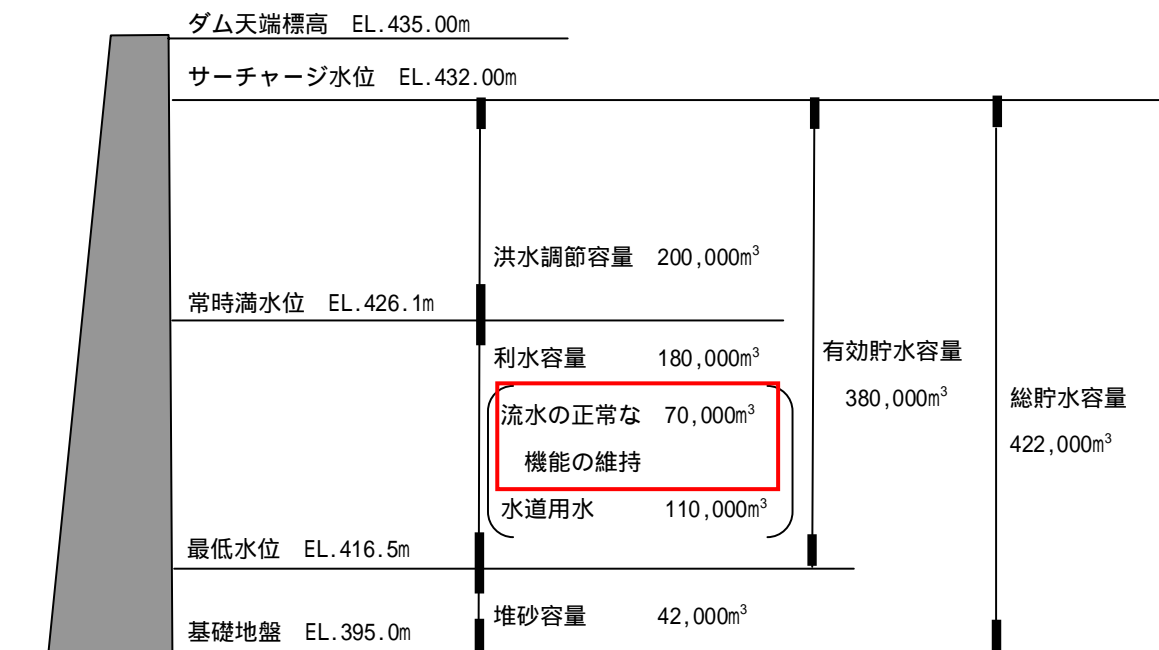 ダム天端標高 EL.435.00m
サーチャージ水位 EL.432.00m
洪水調節容量 200,000m³
常時満水位 EL.426.1m
利水容量 180,000m³
有効貯水容量
380,000m³
流水の正常な 70,000m³
機能の維持
総貯水容量
422,000m³
水道用水 110,000m³
最低水位 EL.416.5m
堆砂容量 42,000m³
基礎地盤 EL.395.0m